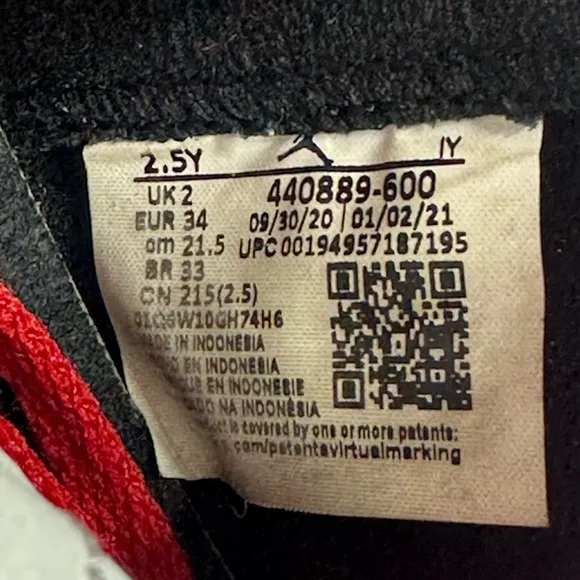 2.5Y IY
UK 2 440889-600
EUR 34 09/30/20 01/02/21
cm 21.5 UPC 00194957187195
BR 33
CN 215(2.5)
IN INDONESIA
EN INDONESIA
EN INDONESIE
NA INDONÉSIA
is covered by one or more patents:
.com/patentsvirtualmarking